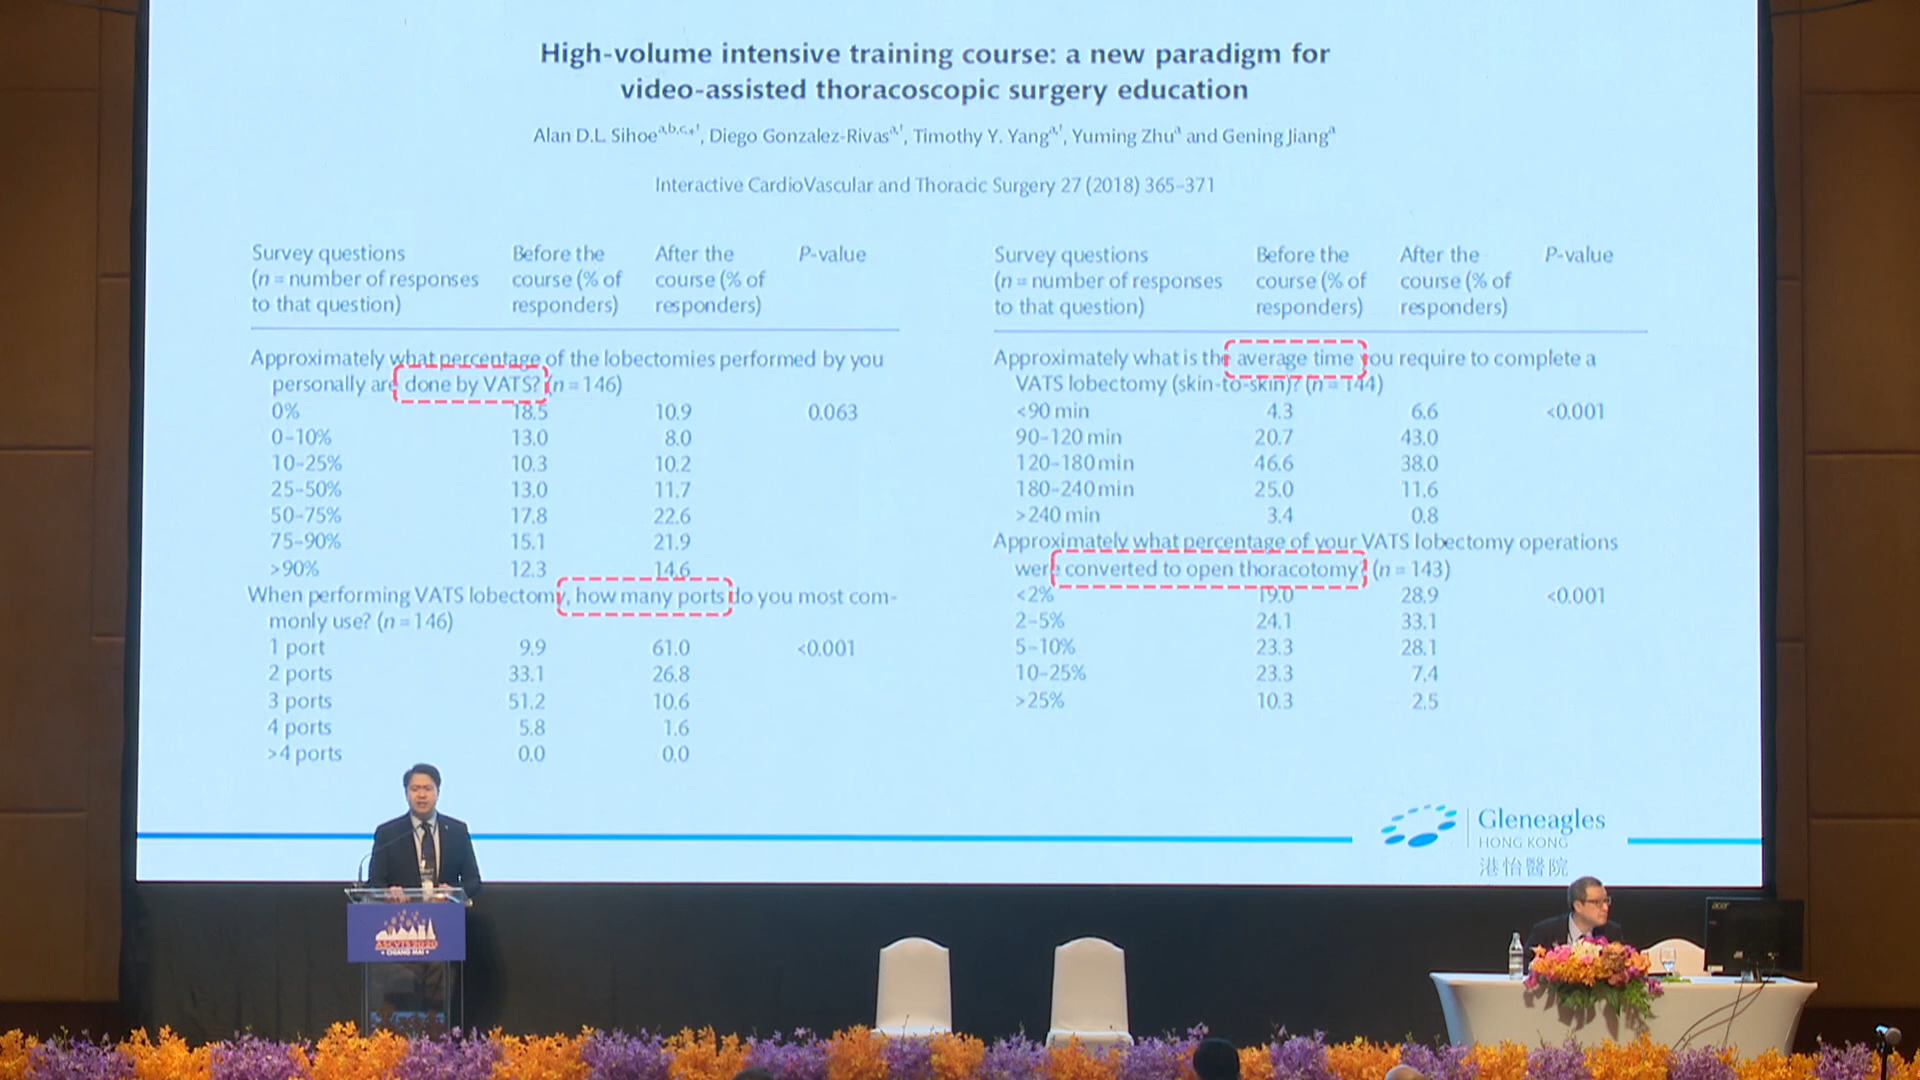 High-volume intensive training course: a new paradigm for
video-assisted thoracoscopic surgery education
Alan D.L. Sihoe a,b,c,*,†, Diego Gonzalez-Rivas a,†, Timothy Y. Yang a,†, Yuming Zhu a and Gening Jiang a
Interactive CardioVascular and Thoracic Surgery 27 (2018) 365–371
Survey questions (n = number of responses to that question) Before the course (% of responders) After the course (% of responders) P-value
Approximately what percentage of the lobectomies performed by you
personally are done by VATS? (n = 146)
0% 18.5 10.9 0.063
0–10% 13.0 8.0
10–25% 10.3 10.2
25–50% 13.0 11.7
50–75% 17.8 22.6
75–90% 15.1 21.9
>90% 12.3 14.6
When performing VATS lobectomy, how many ports do you most com-
monly use? (n = 146)
1 port 9.9 61.0 <0.001
2 ports 33.1 26.8
3 ports 51.2 10.6
4 ports 5.8 1.6
>4 ports 0.0 0.0
Survey questions (n = number of responses to that question) Before the course (% of responders) After the course (% of responders) P-value
Approximately what is the average time you require to complete a
VATS lobectomy (skin-to-skin)? (n = 144)
<90 min 4.3 6.6 <0.001
90–120 min 20.7 43.0
120–180 min 46.6 38.0
180–240 min 25.0 11.6
>240 min 3.4 0.8
Approximately what percentage of your VATS lobectomy operations
were converted to open thoracotomy? (n = 143)
<2% 19.0 28.9 <0.001
2–5% 24.1 33.1
5–10% 23.3 28.1
10–25% 23.3 7.4
>25% 10.3 2.5
Gleneagles
HONG KONG
港怡醫院
ASCVTS 2020
• CHIANG MAI •
acer